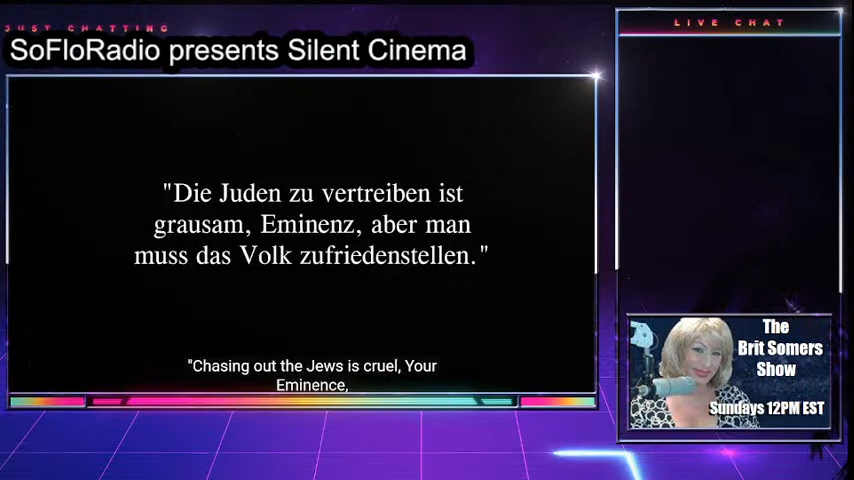 JUST CHATTING
LIVE CHAT
SoFloRadio presents Silent Cinema
"Die Juden zu vertreiben ist
grausam, Eminenz, aber man
muss das Volk zufriedenstellen."
"Chasing out the Jews is cruel, Your
Eminence,
The
Brit Somers
Show
Sundays 12PM EST